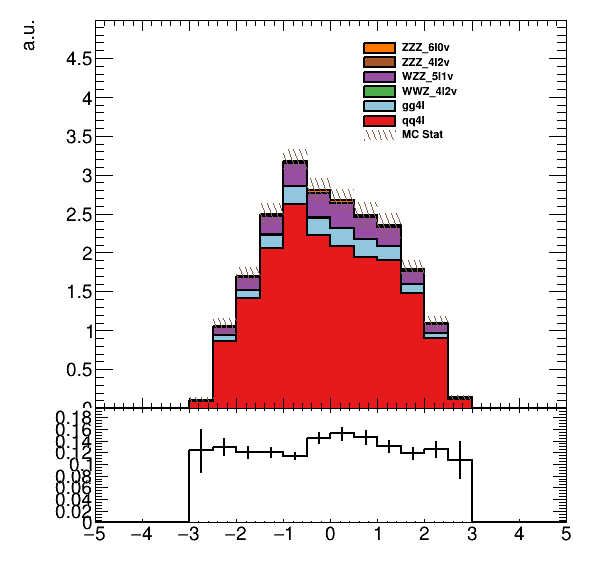 a.u.
4.5
4
3.5
3
2.5
2
1.5
1
0.5
0
ZZZ_6l0v
ZZZ_4l2v
WZZ_5l1v
WWZ_4l2v
gg4l
qq4l
MC Stat
0.18
0.16
0.14
0.12
0.1
0.08
0.06
0.04
0.02
0
−5 −4 −3 −2 −1 0 1 2 3 4 5